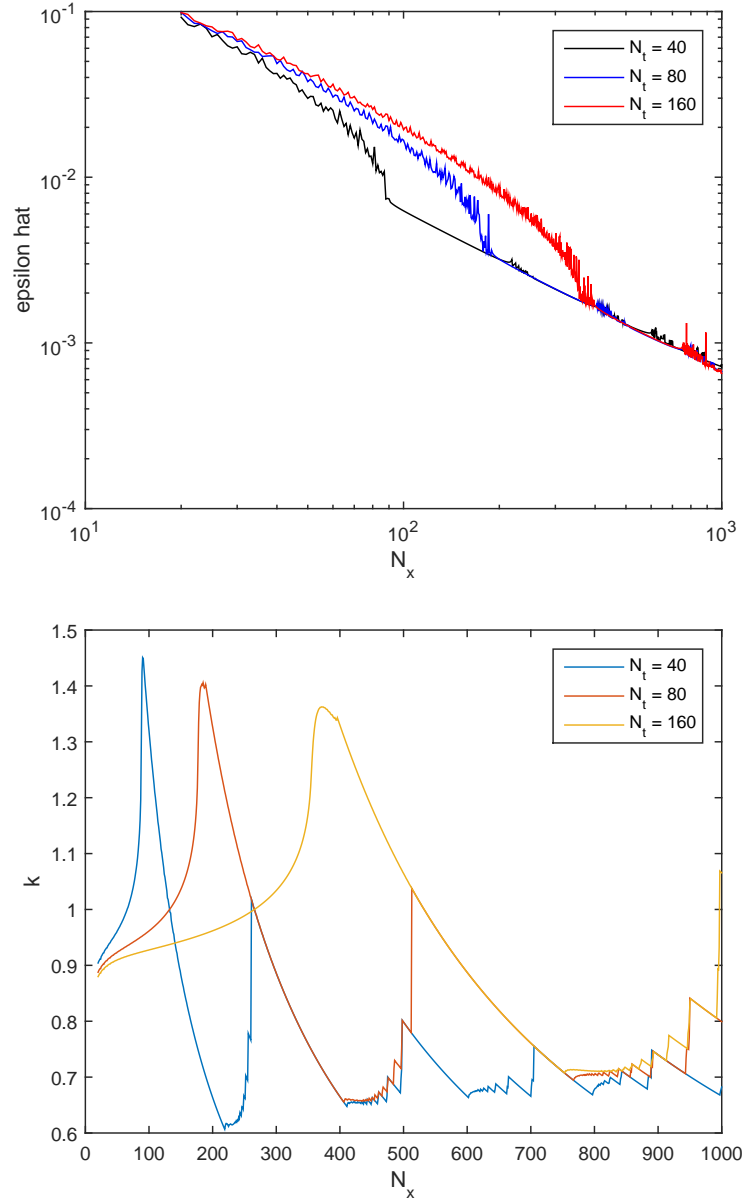 10^-1
10^-2
10^-3
10^-4
epsilon hat
10^1
10^2
10^3
N_x
N_t = 40
N_t = 80
N_t = 160
1.5
1.4
1.3
1.2
1.1
1
0.9
0.8
0.7
0.6
k
0 100 200 300 400 500 600 700 800 900 1000
N_x
N_t = 40
N_t = 80
N_t = 160